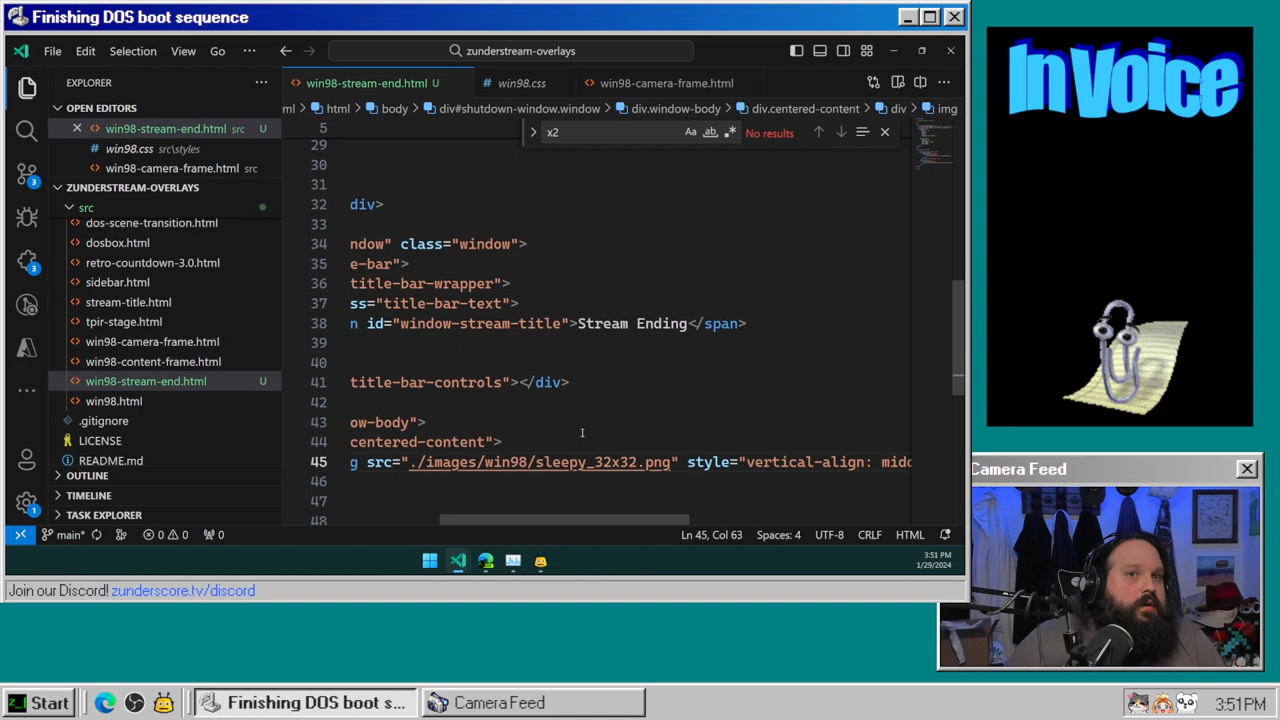 Finishing DOS boot sequence
File Edit Selection View Go ··· zunderstream-overlays
EXPLORER ···
OPEN EDITORS
win98-stream-end.html src U
win98.css src\styles
win98-camera-frame.html src
ZUNDERSTREAM-OVERLAYS
src
dos-scene-transition.html
dosbox.html
retro-countdown-3.0.html
sidebar.html
stream-title.html
tpir-stage.html
win98-camera-frame.html
win98-content-frame.html
win98-stream-end.html U
win98.html
.gitignore
LICENSE
README.md
OUTLINE
TIMELINE
TASK EXPLORER
3
3
1
win98-stream-end.html U win98.css win98-camera-frame.html ···
ml > html > body > div#shutdown-window.window > div.window-body > div.centered-content > div > img
x2 Aa ab No results
5
29
30
31
32 div>
33
34 ndow" class="window">
35 e-bar">
36 title-bar-wrapper">
37 ss="title-bar-text">
38 n id="window-stream-title">Stream Ending</span>
39
40
41 title-bar-controls"></div>
42
43 ow-body">
44 centered-content">
45 g src="./images/win98/sleepy_32x32.png" style="vertical-align: midd
46
47
48
main* 0 0 0 Ln 45, Col 63 Spaces: 4 UTF-8 CRLF HTML
3:51 PM
1/29/2024
Join our Discord! zunderscore.tv/discord
In Voice
Camera Feed
Start Finishing DOS boot s... Camera Feed 3:51PM